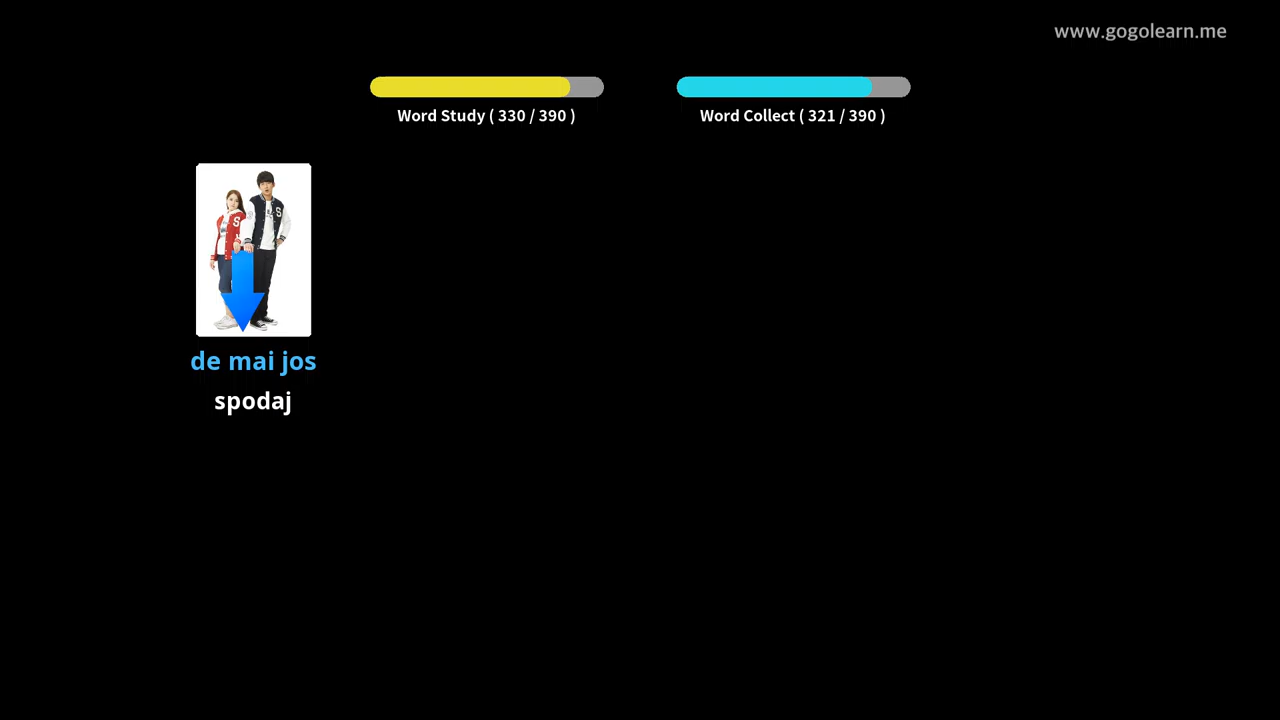 www.gogolearn.me
Word Study ( 330 / 390 )
Word Collect ( 321 / 390 )
S
S
de mai jos
spodaj